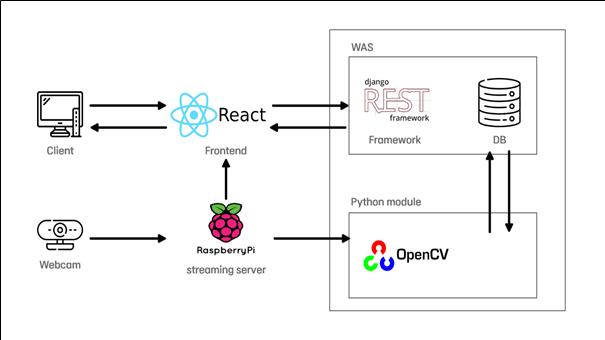 WAS
django
REST
framework
Framework
DB
React
Client
Frontend
Python module
OpenCV
RaspberryPi
Webcam
streaming server